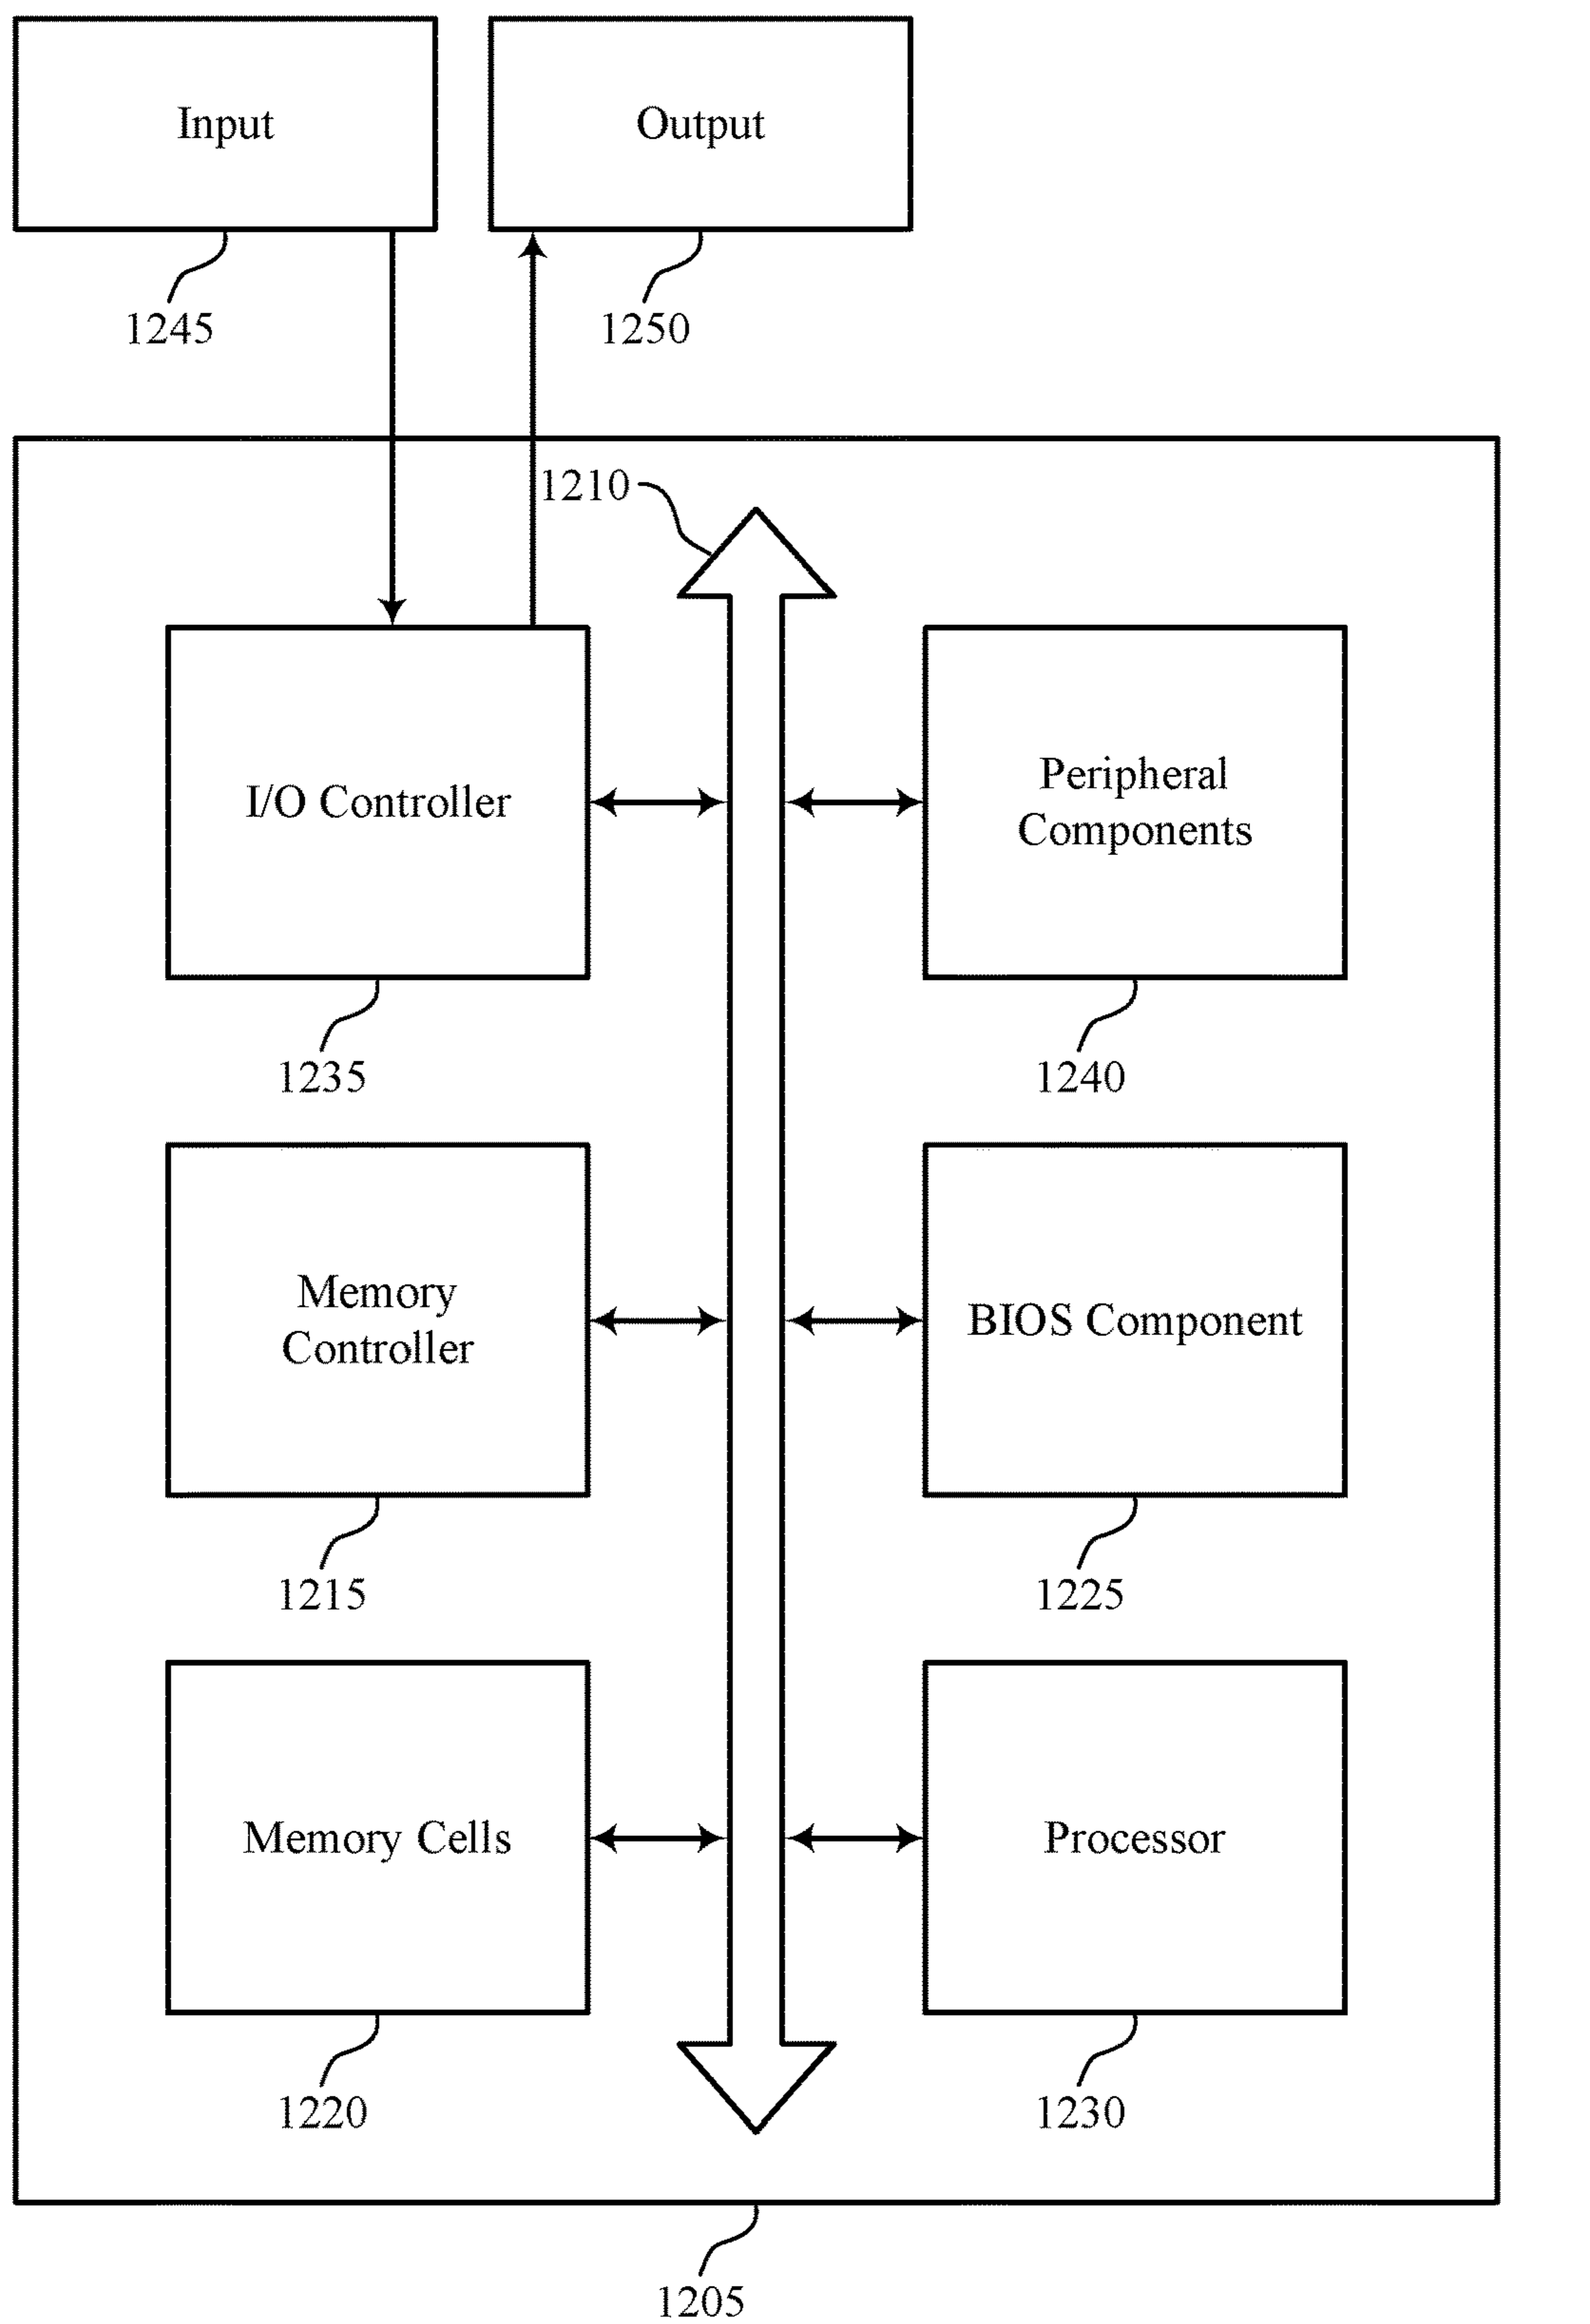 Input
Output
1245
1250
1210
I/O Controller
Peripheral
Components
1235
1240
Memory
Controller
BIOS Component
1215
1225
Memory Cells
Processor
1220
1230
1205